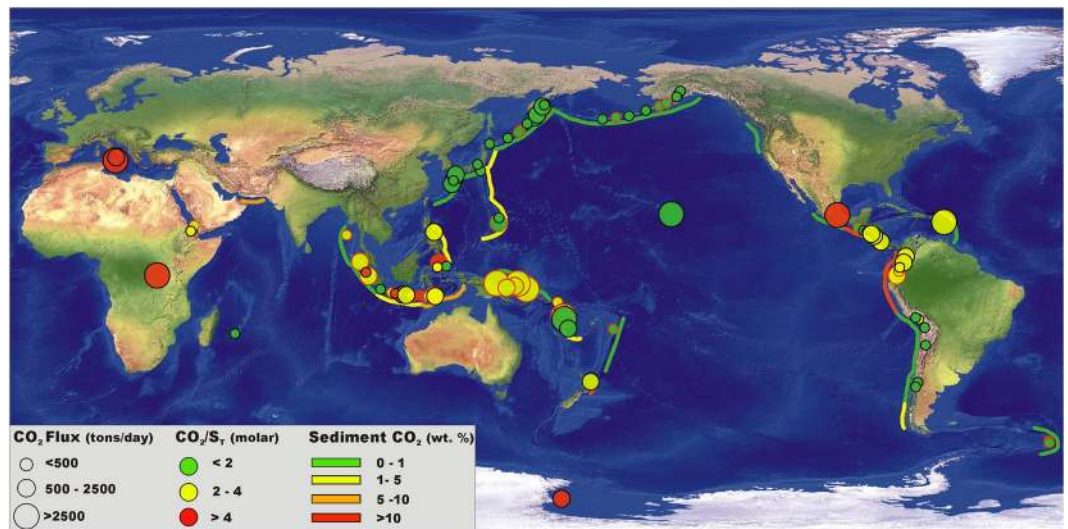 CO2 Flux (tons/day) CO2/ST (molar) Sediment CO2 (wt. %)
<500 < 2 0 - 1
500 - 2500 2 - 4 1- 5
>2500 > 4 5 -10
>10